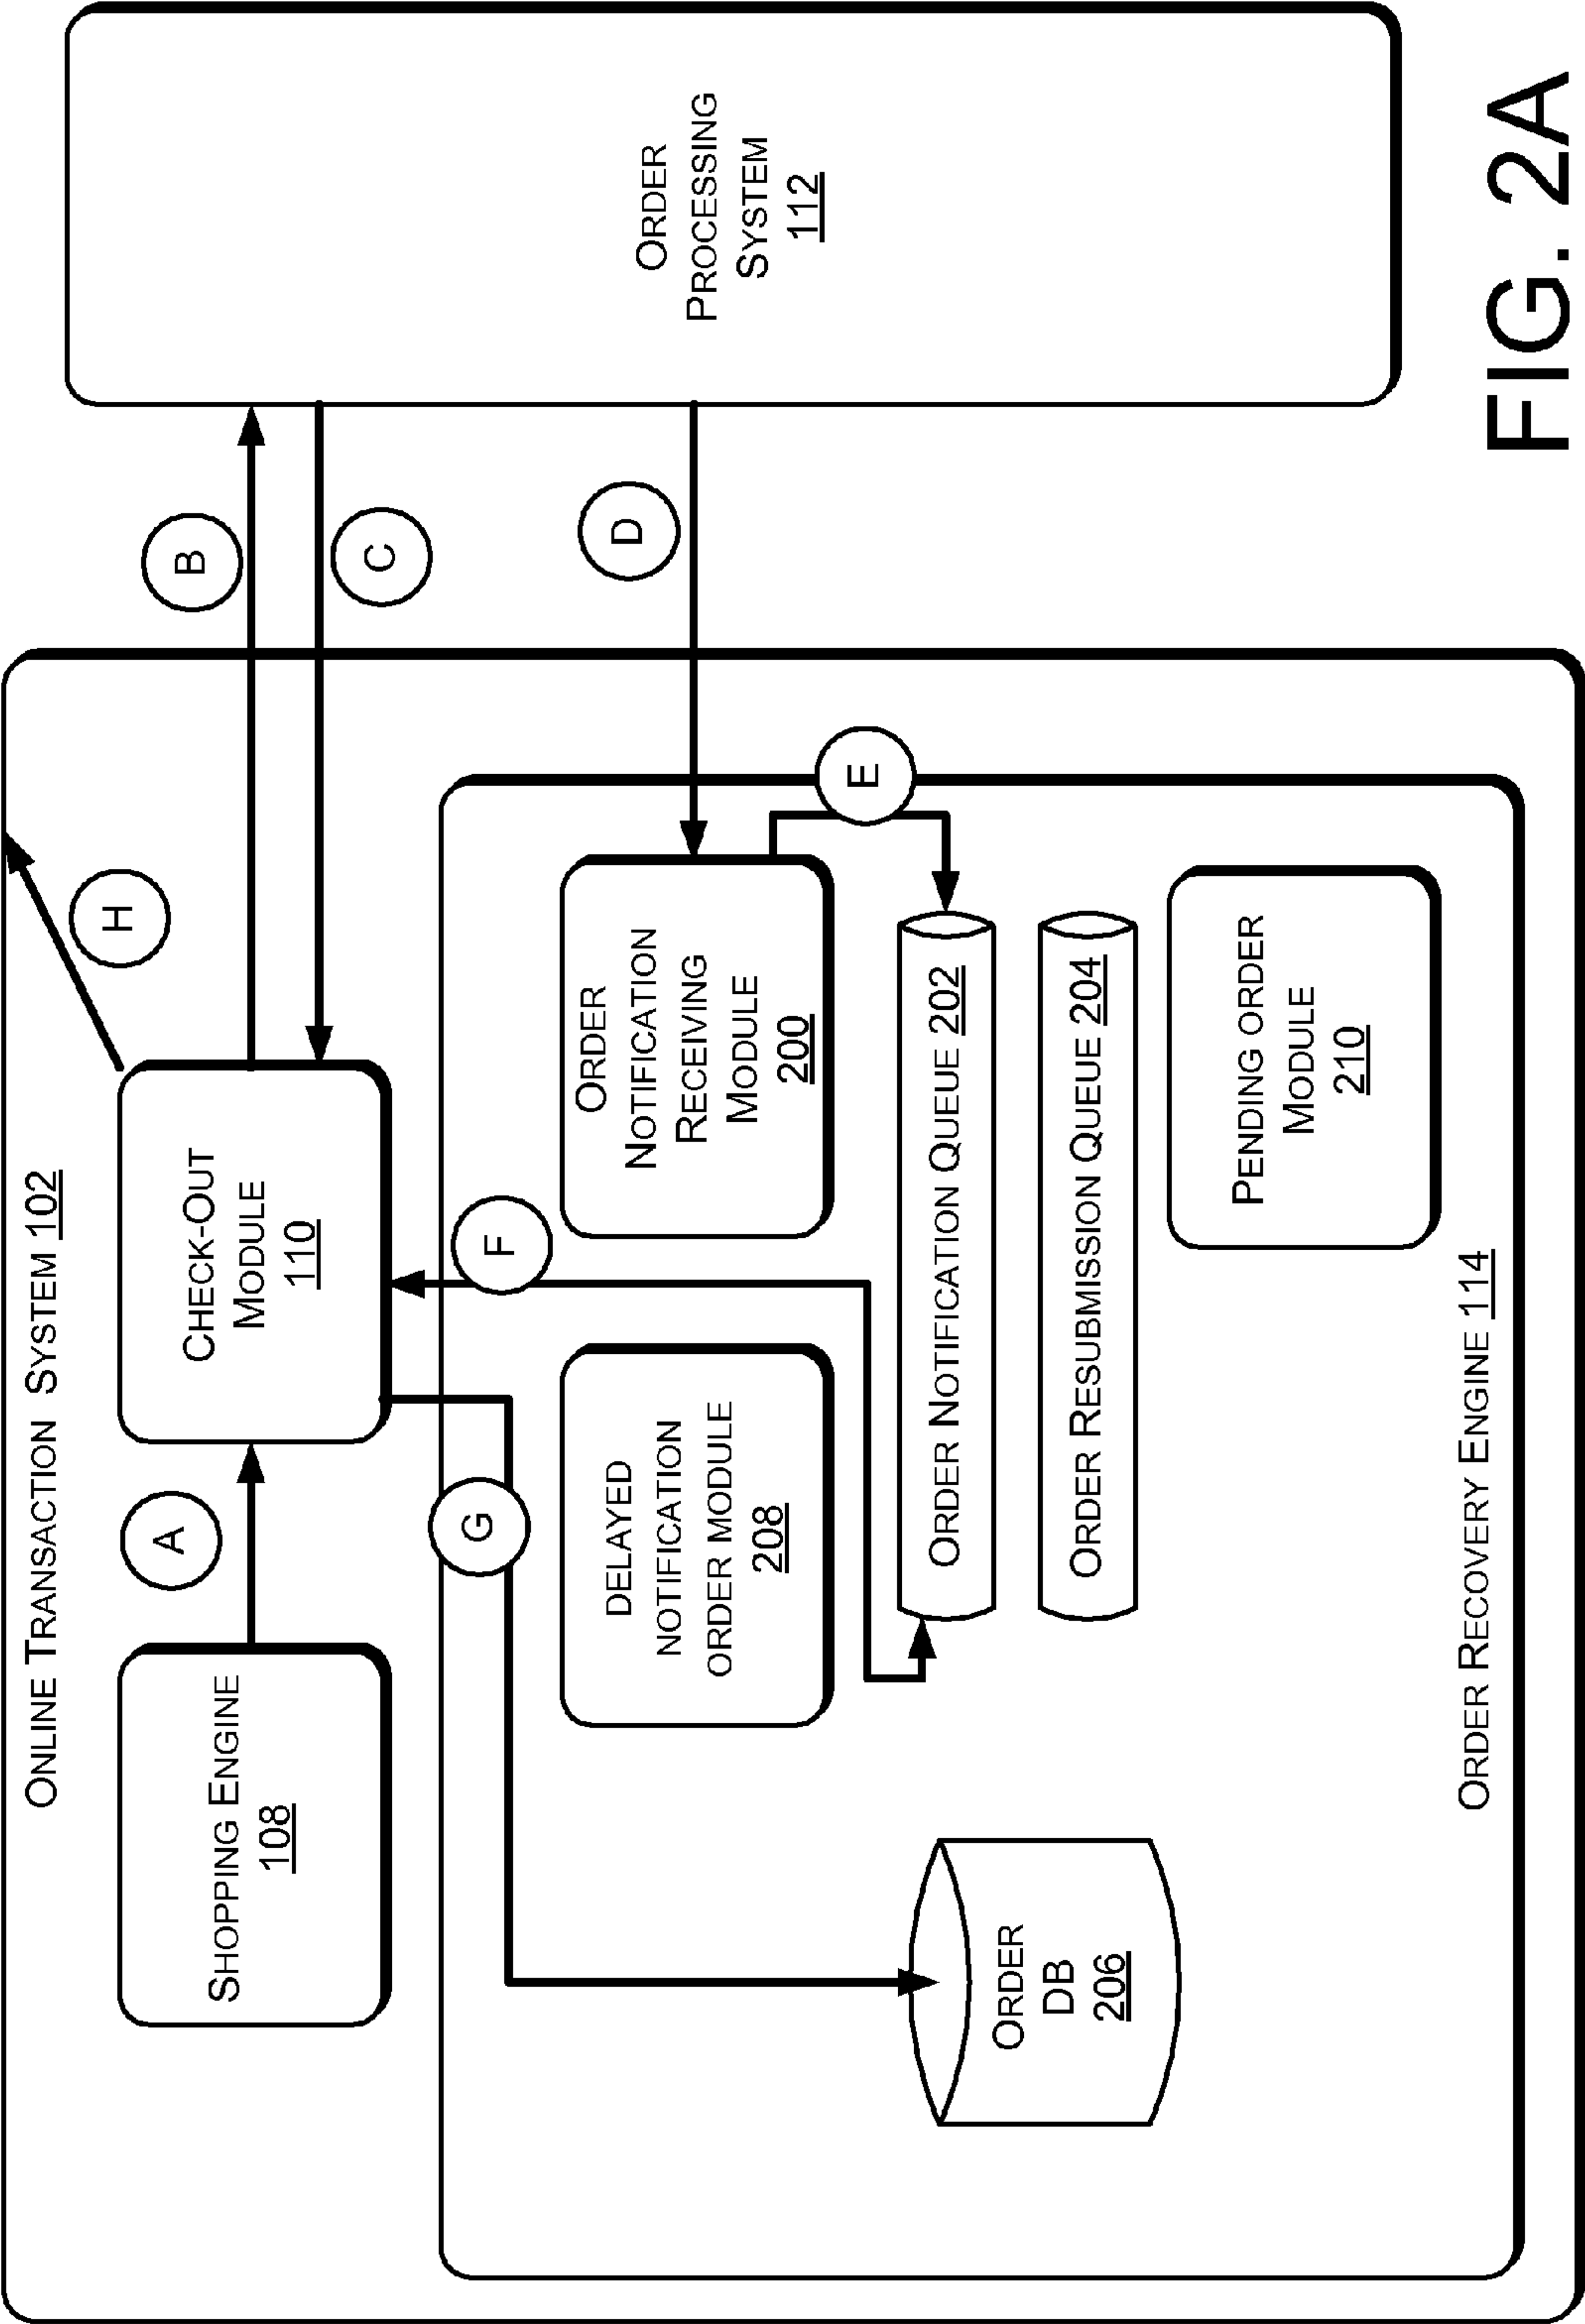 ONLINE TRANSACTION SYSTEM 102
SHOPPING ENGINE
108
A
CHECK-OUT
MODULE
110
H
B
C
ORDER
PROCESSING
SYSTEM
112
D
G
F
DELAYED
NOTIFICATION
ORDER MODULE
208
ORDER
NOTIFICATION
RECEIVING
MODULE
200
E
ORDER NOTIFICATION QUEUE 202
ORDER RESUBMISSION QUEUE 204
ORDER
DB
206
PENDING ORDER
MODULE
210
ORDER RECOVERY ENGINE 114
FIG. 2A